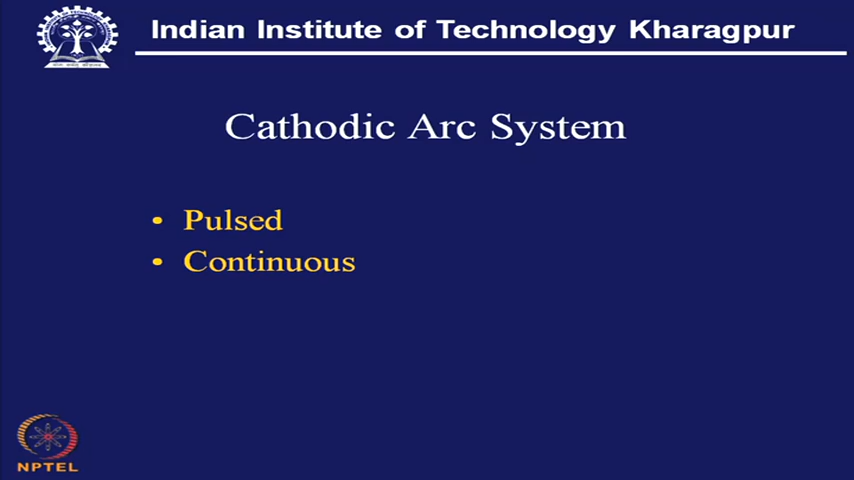 Indian Institute of Technology Kharagpur
Cathodic Arc System
• Pulsed
• Continuous
NPTEL